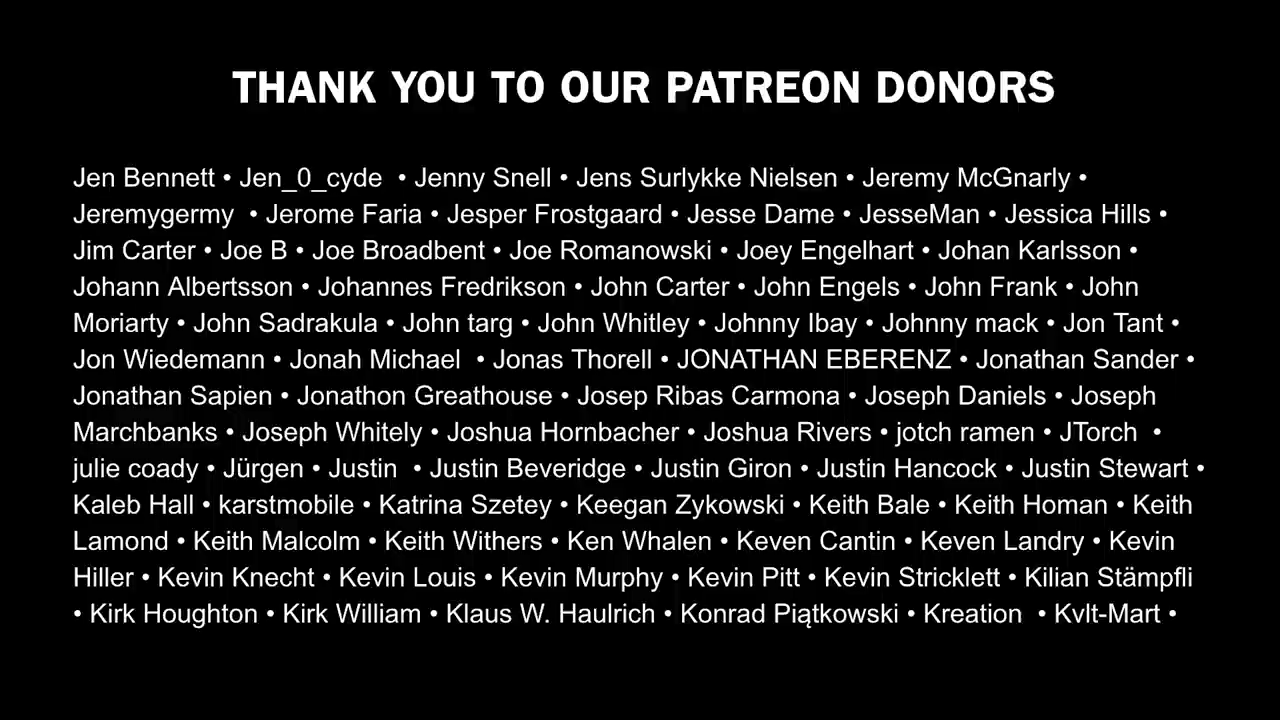 THANK YOU TO OUR PATREON DONORS
Jen Bennett • Jen_0_cyde  • Jenny Snell • Jens Surlykke Nielsen • Jeremy McGnarly •
Jeremygermy  • Jerome Faria • Jesper Frostgaard • Jesse Dame • JesseMan • Jessica Hills •
Jim Carter • Joe B • Joe Broadbent • Joe Romanowski • Joey Engelhart • Johan Karlsson •
Johann Albertsson • Johannes Fredrikson • John Carter • John Engels • John Frank • John
Moriarty • John Sadrakula • John targ • John Whitley • Johnny Ibay • Johnny mack • Jon Tant •
Jon Wiedemann • Jonah Michael  • Jonas Thorell • JONATHAN EBERENZ • Jonathan Sander •
Jonathan Sapien • Jonathon Greathouse • Josep Ribas Carmona • Joseph Daniels • Joseph
Marchbanks • Joseph Whitely • Joshua Hornbacher • Joshua Rivers • jotch ramen • JTorch  •
julie coady • Jürgen • Justin  • Justin Beveridge • Justin Giron • Justin Hancock • Justin Stewart •
Kaleb Hall • karstmobile • Katrina Szetey • Keegan Zykowski • Keith Bale • Keith Homan • Keith
Lamond • Keith Malcolm • Keith Withers • Ken Whalen • Keven Cantin • Keven Landry • Kevin
Hiller • Kevin Knecht • Kevin Louis • Kevin Murphy • Kevin Pitt • Kevin Stricklett • Kilian Stämpfli
• Kirk Houghton • Kirk William • Klaus W. Haulrich • Konrad Piątkowski • Kreation  • Kvlt-Mart •